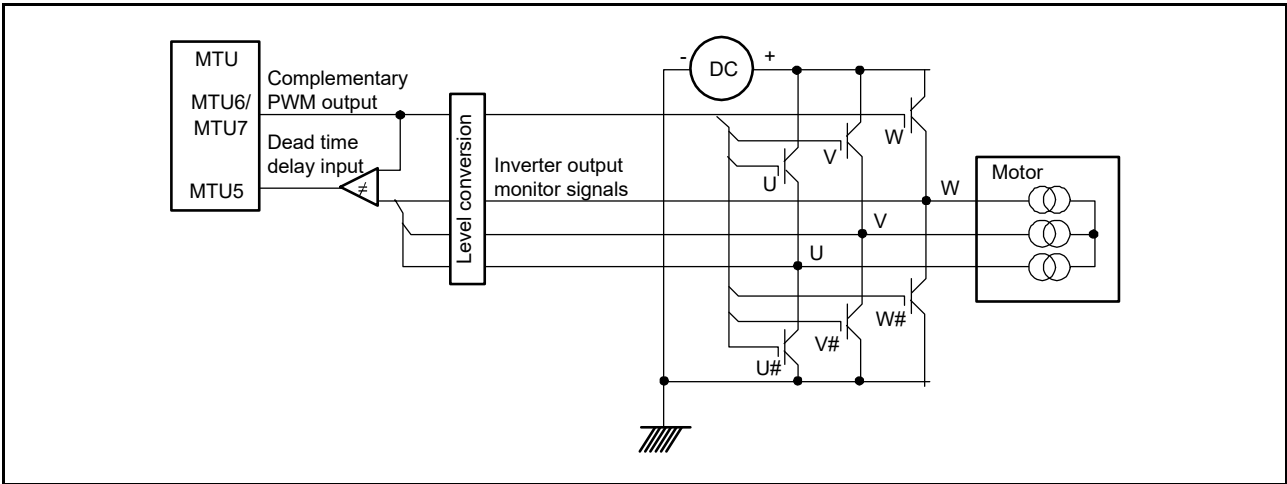 MTU
MTU6/
MTU7
MTU5
Complementary
PWM output
Dead time
delay input
≠
Level conversion
Inverter output
monitor signals
- DC +
W
V
U
W
V
U
W#
V#
U#
Motor